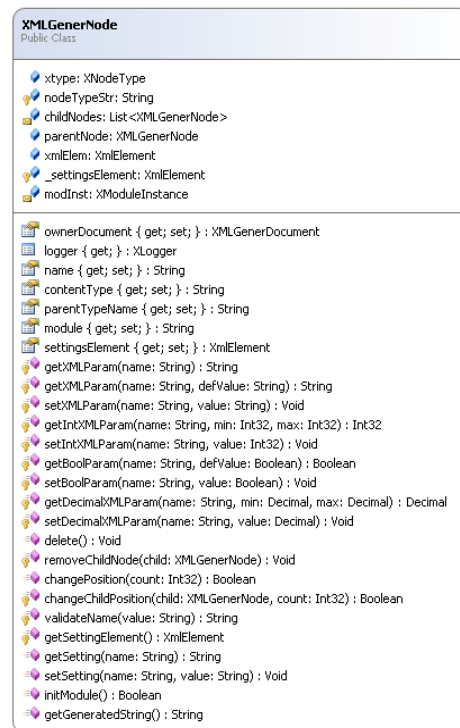 XMLGenerNode
Public Class
xtype: XNodeType
nodeTypeStr: String
childNodes: List<XMLGenerNode>
parentNode: XMLGenerNode
xmlElem: XmlElement
_settingsElement: XmlElement
modInst: XModuleInstance
ownerDocument { get; set; } : XMLGenerDocument
logger { get; } : XLogger
name { get; set; } : String
contentType { get; set; } : String
parentTypeName { get; set; } : String
module { get; set; } : String
settingsElement { get; set; } : XmlElement
getXMLParam(name: String) : String
getXMLParam(name: String, defValue: String) : String
setXMLParam(name: String, value: String) : Void
getIntXMLParam(name: String, min: Int32, max: Int32) : Int32
setIntXMLParam(name: String, value: Int32) : Void
getBoolParam(name: String, defValue: Boolean) : Boolean
setBoolParam(name: String, value: Boolean) : Void
getDecimalXMLParam(name: String, min: Decimal, max: Decimal) : Decimal
setDecimalXMLParam(name: String, value: Decimal) : Void
delete() : Void
removeChildNode(child: XMLGenerNode) : Void
changePosition(count: Int32) : Boolean
changeChildPosition(child: XMLGenerNode, count: Int32) : Boolean
validateName(value: String) : String
getSettingElement() : XmlElement
getSetting(name: String) : String
setSetting(name: String, value: String) : Void
initModule() : Boolean
getGeneratedString() : String